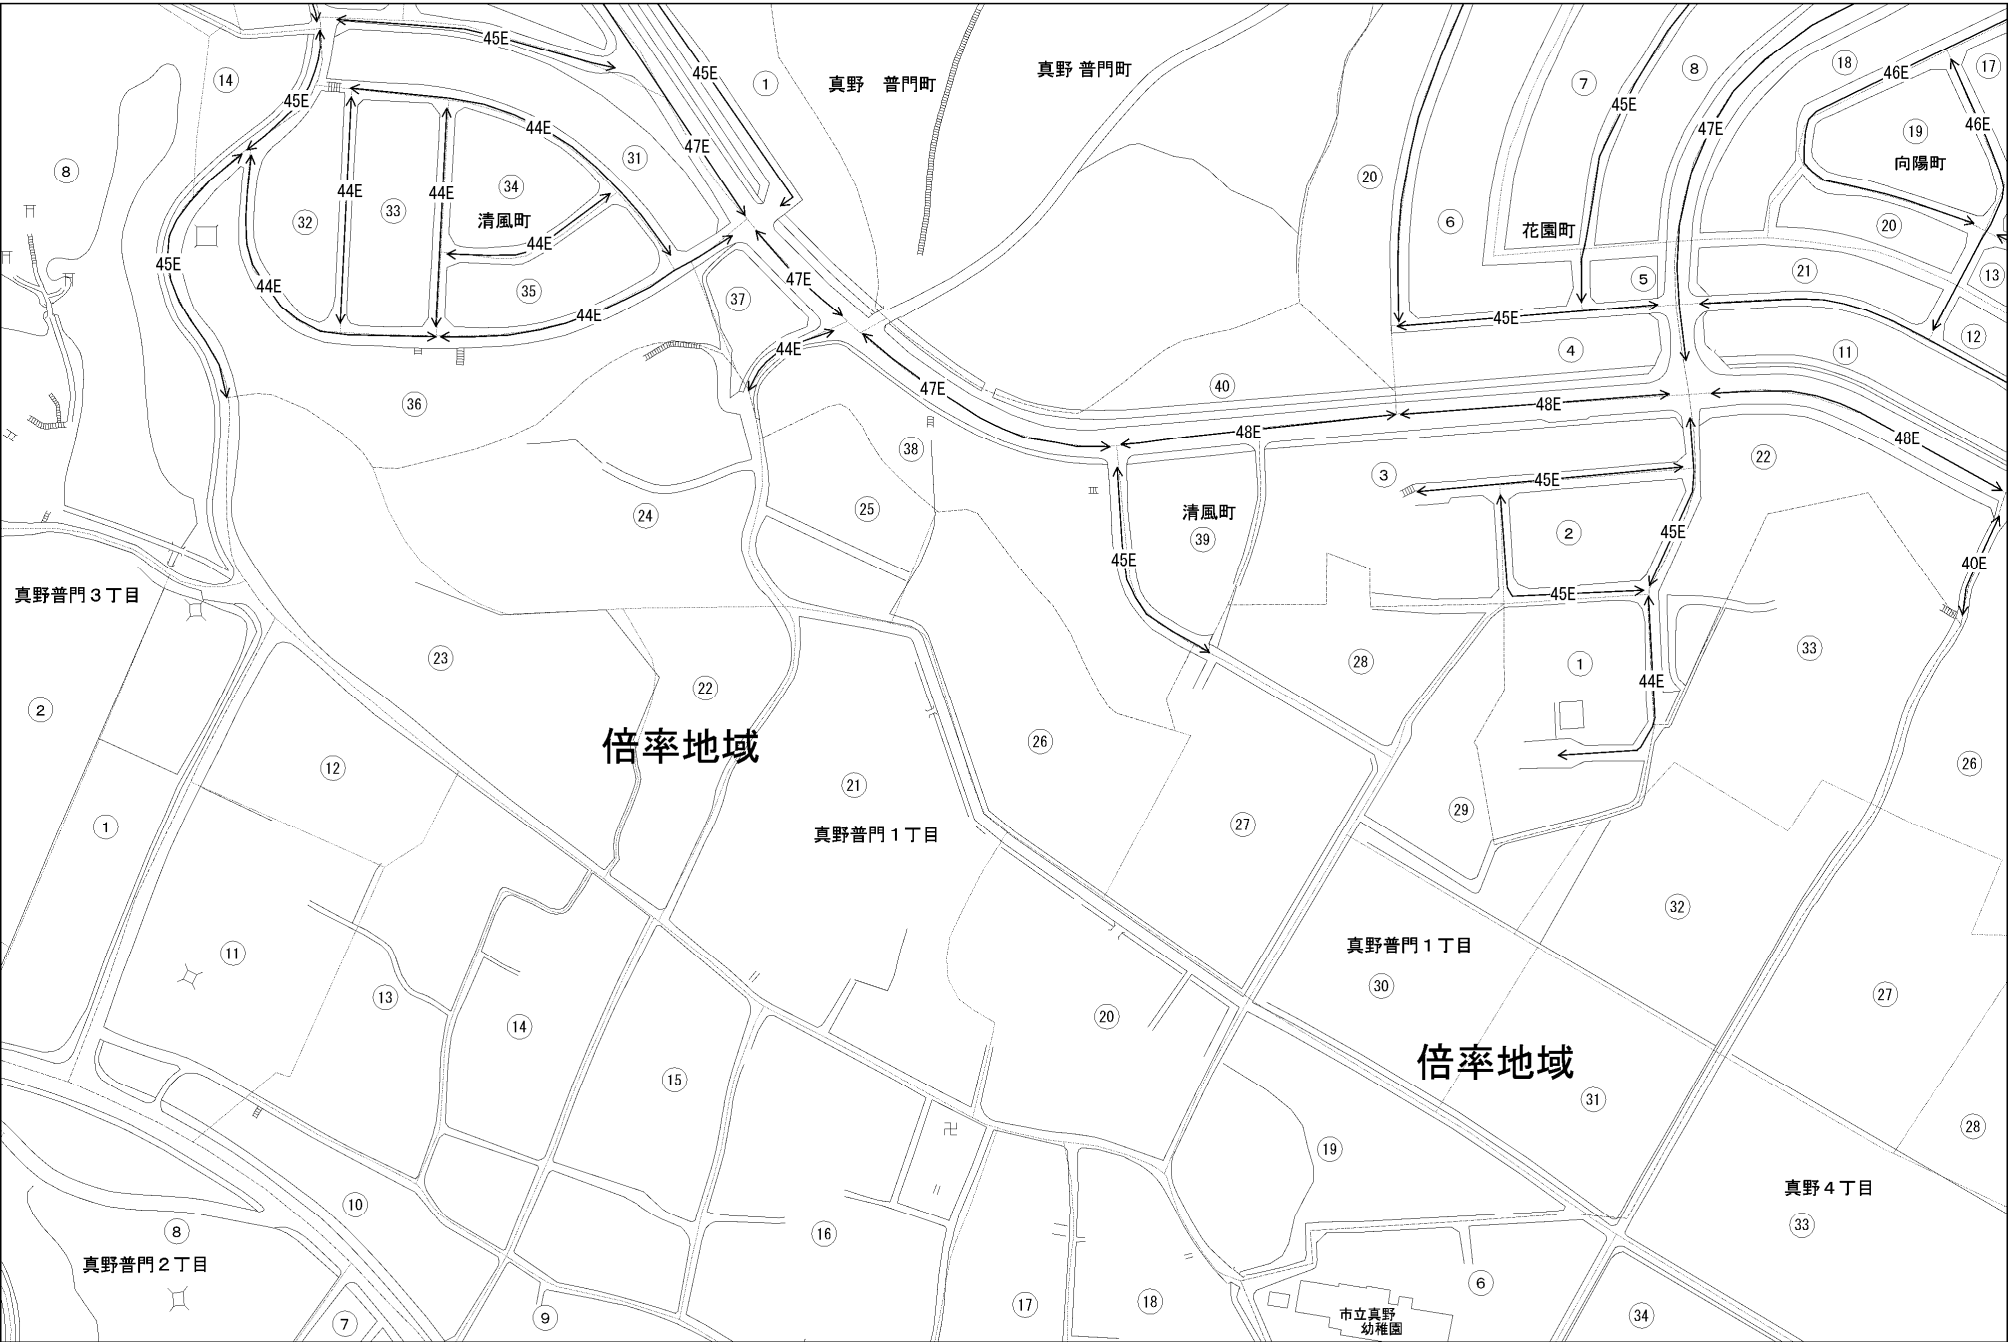 45E
45E
①
真野　普門町
真野 普門町
⑦
⑧
⑱
⑰
46E
⑭
45E
44E
47E
45E
47E
46E
⑲
向陽町
㉛
⑧
44E
44E
㉞
⑳
㉜
㉝
清風町
⑥
花園町
⑳
45E
44E
44E
47E
⑤
㉑
⑬
㉟
㊲
44E
45E
⑫
44E
④
⑪
47E
㊵
㊱
48E
48E
48E
㊳
③
㉒
45E
㉔
㉕
清風町
㊴
②
45E
45E
40E
真野普門３丁目
45E
㉓
㉘
①
㉝
②
㉒
44E
倍率地域
㉖
⑫
㉑
㉖
①
真野普門１丁目
㉗
㉙
㉜
⑪
真野普門１丁目
⑬
㉚
㉗
⑭
⑳
倍率地域
⑮
㉛
㉘
⑲
真野４丁目
⑩
⑧
⑯
㉝
真野普門２丁目
⑥
⑦
⑨
⑰
⑱
市立真野
幼稚園
㉞